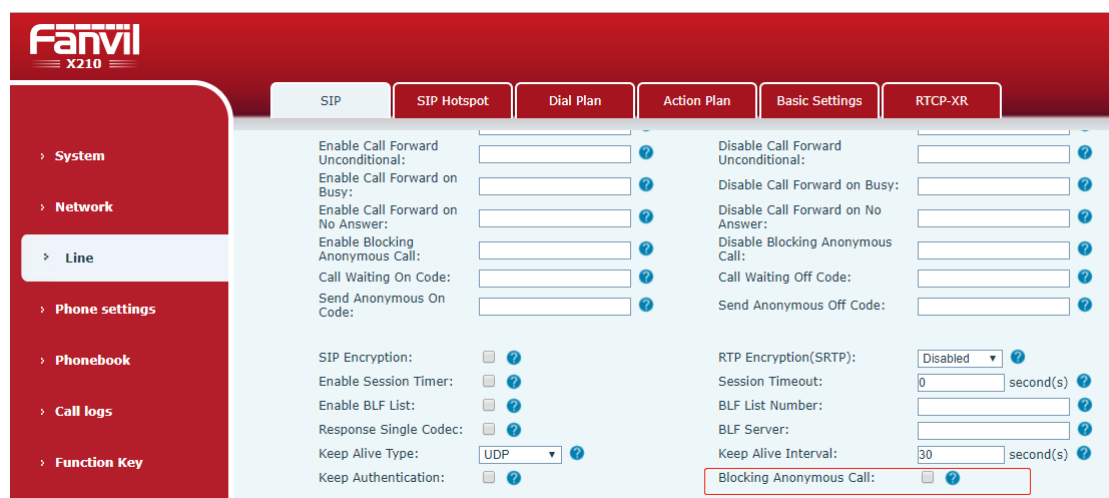 Fanvil
X210
SIP
SIP Hotspot
Dial Plan
Action Plan
Basic Settings
RTCP-XR
System
Network
Line
Phone settings
Phonebook
Call logs
Function Key
Enable Call Forward
Unconditional:
Disable Call Forward
Unconditional:
Enable Call Forward on
Busy:
Disable Call Forward on Busy:
Enable Call Forward on
No Answer:
Disable Call Forward on No
Answer:
Enable Blocking
Anonymous Call:
Disable Blocking Anonymous
Call:
Call Waiting On Code:
Call Waiting Off Code:
Send Anonymous On
Code:
Send Anonymous Off Code:
SIP Encryption:
RTP Encryption(SRTP): Disabled
Enable Session Timer:
Session Timeout: 0 second(s)
Enable BLF List:
BLF List Number:
Response Single Codec:
BLF Server:
Keep Alive Type: UDP
Keep Alive Interval: 30 second(s)
Keep Authentication:
Blocking Anonymous Call: